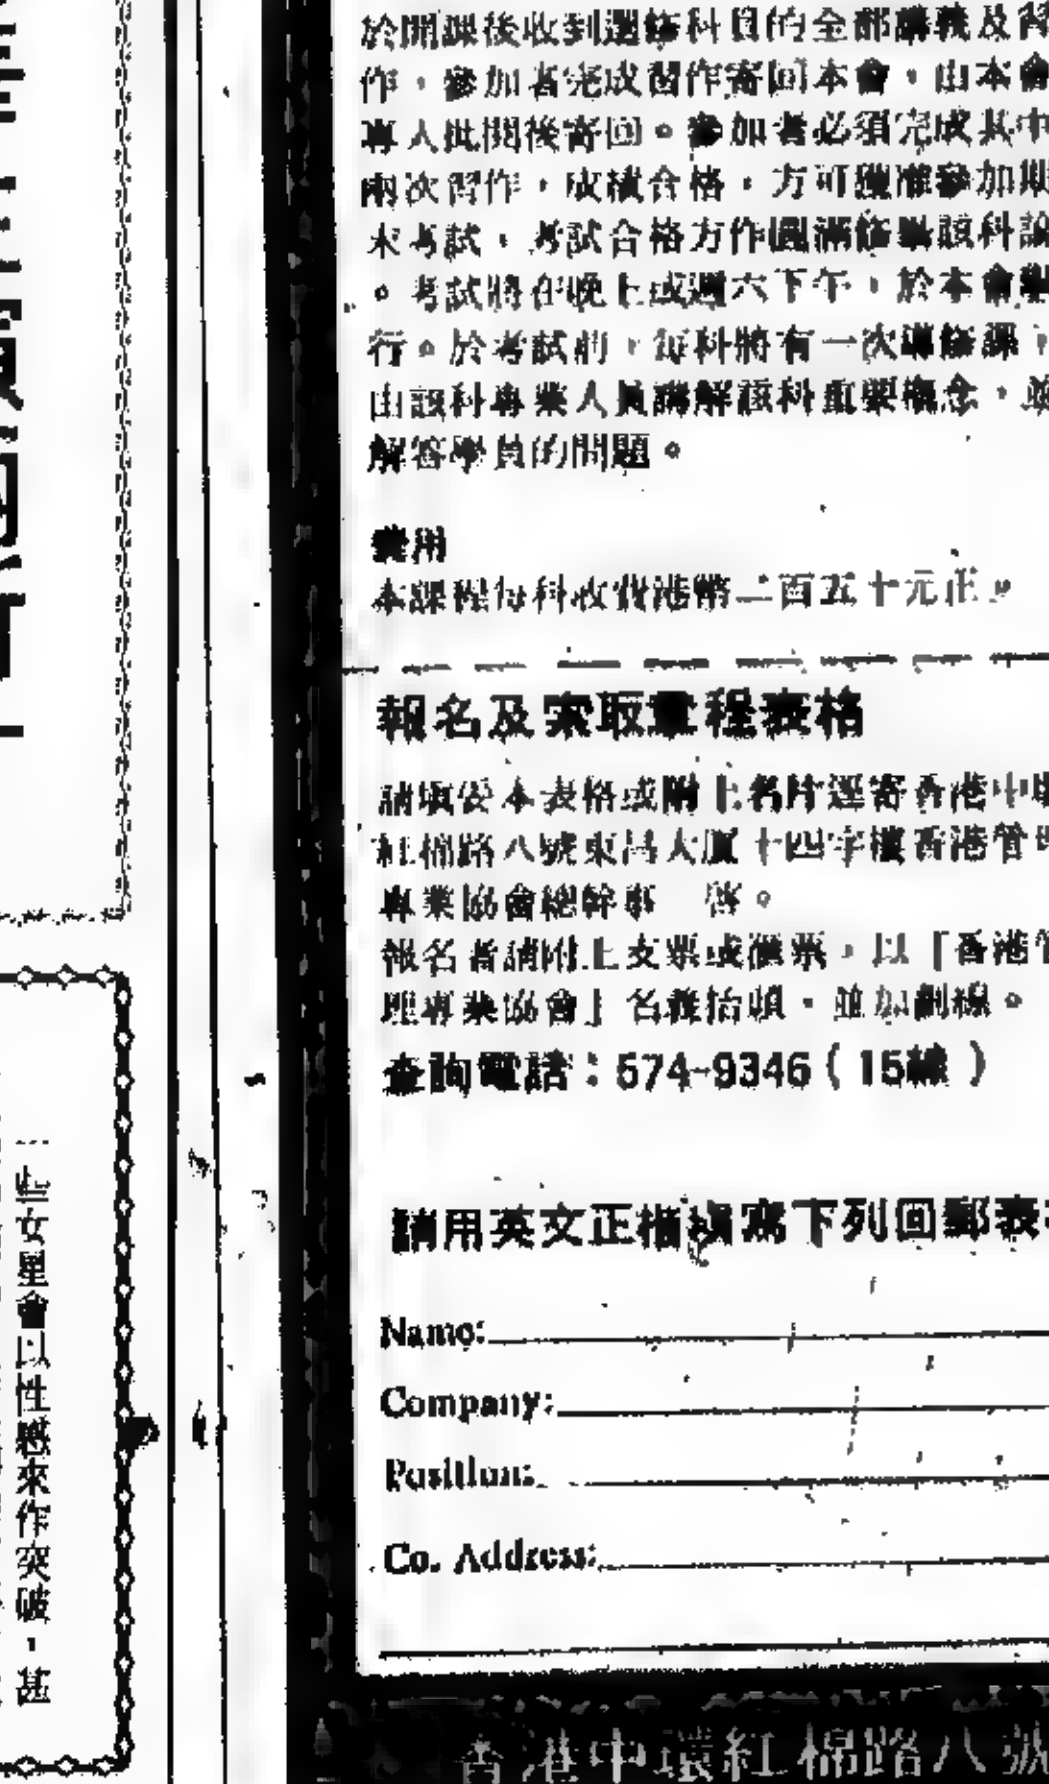 於開課後收到選修科目的全部講義及習
作，參加者完成習作寄回本會，由本會
專人批閱後寄回。參加者必須完成其中
兩次習作，成績合格，方可獲准參加期
末考試，考試合格方作圓滿修畢該科論
。考試將在晚上或週六下午，於本會舉
行。於考試前，每科將有一次導修課，
由該科專業人員講解該科重要概念，並
解答學員的問題。
費用
本課程每科收費港幣二百五十元正。
報名及索取章程表格
請填妥本表格或附上名片逕寄香港中環
紅棉路八號東昌大廈十四字樓香港管理
專業協會總幹事 啓。
報名者請附上支票或滙票，以「香港管
理專業協會」名義抬頭，並加劃線。
查詢電話：574-9346（15線）
請用英文正楷填寫下列回郵表格
Name:
Company:
Position:
Co. Address:
香港中環紅棉路八號
一些女星會以性感來作突破，甚